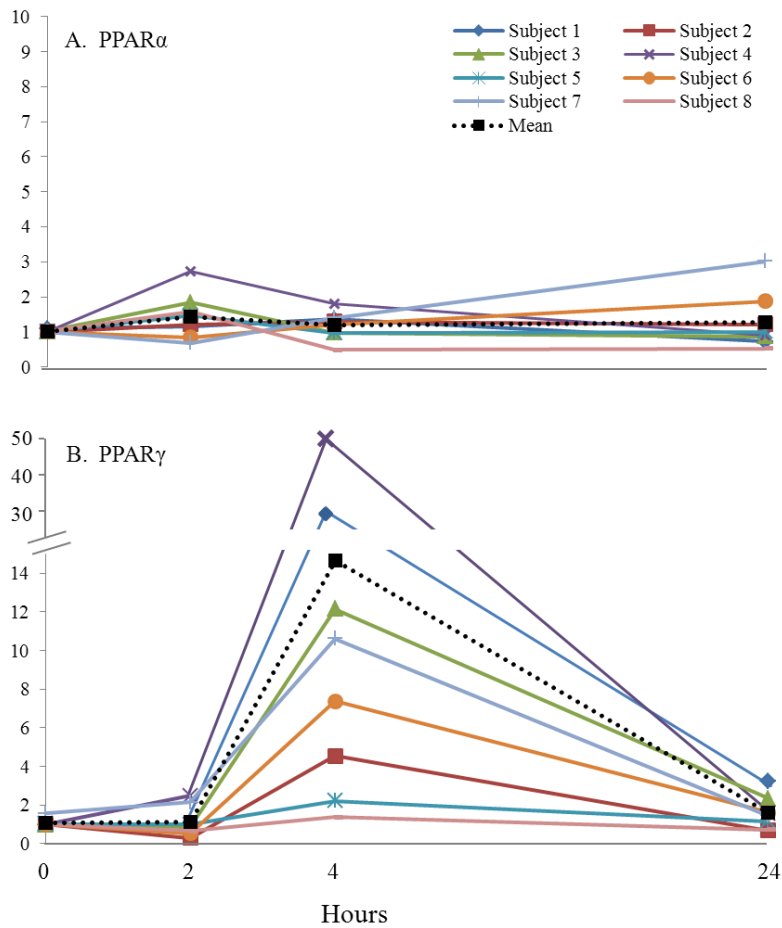 A. PPARα
Subject 1 Subject 2
Subject 3 Subject 4
Subject 5 Subject 6
Subject 7 Subject 8
Mean
10
9
8
7
6
5
4
3
2
1
0
B. PPARγ
50
40
30
14
12
10
8
6
4
2
0
0 2 4 24
Hours